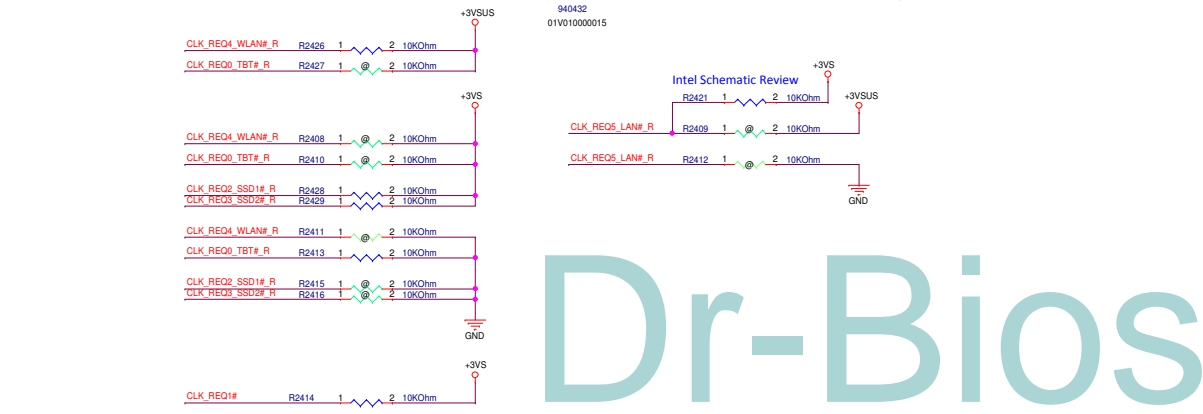 +3VSUS
CLK_REQ4_WLAN#_R R2426 1 2 10KOhm
CLK_REQ0_TBT#_R R2427 1 @ 2 10KOhm
+3VS
CLK_REQ4_WLAN#_R R2408 1 @ 2 10KOhm
CLK_REQ0_TBT#_R R2410 1 @ 2 10KOhm
CLK_REQ2_SSD1#_R R2428 1 2 10KOhm
CLK_REQ3_SSD2#_R R2429 1 2 10KOhm
CLK_REQ4_WLAN#_R R2411 1 @ 2 10KOhm
CLK_REQ0_TBT#_R R2413 1 2 10KOhm
CLK_REQ2_SSD1#_R R2415 1 @ 2 10KOhm
CLK_REQ3_SSD2#_R R2416 1 @ 2 10KOhm
GND
+3VS
CLK_REQ1# R2414 1 2 10KOhm
940432
01V010000015
+3VS
Intel Schematic Review
R2421 1 2 10KOhm
+3VSUS
CLK_REQ5_LAN#_R R2409 1 @ 2 10KOhm
CLK_REQ5_LAN#_R R2412 1 @ 2 10KOhm
GND
Dr-Bios